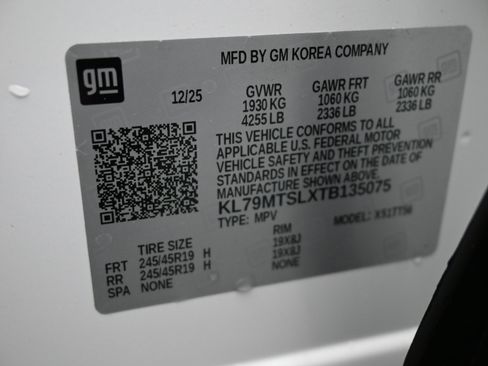 gm
MFD BY GM KOREA COMPANY
12/25
GVWR GAWR FRT GAWR RR
1930 KG 1060 KG 1060 KG
4255 LB 2336 LB 2336 LB
THIS VEHICLE CONFORMS TO ALL
APPLICABLE U.S. FEDERAL MOTOR
VEHICLE SAFETY AND THEFT PREVENTION
STANDARDS IN EFFECT ON THE DATE OF
MANUFACTURE SHOWN ABOVE.
KL79MTSLXTB135075
TYPE: MPV MODEL:
TIRE SIZE RIM
FRT 245/45R19 H 19X8J
RR 245/45R19 H 19X8J
SPA NONE NONE